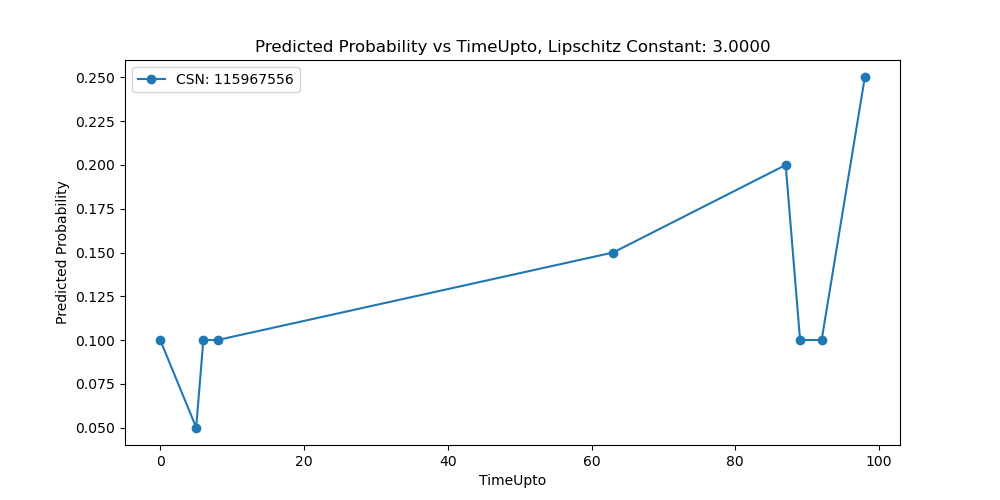 Predicted Probability vs TimeUpto, Lipschitz Constant: 3.0000
CSN: 115967556
Predicted Probability
0.250
0.225
0.200
0.175
0.150
0.125
0.100
0.075
0.050
0 20 40 60 80 100
TimeUpto